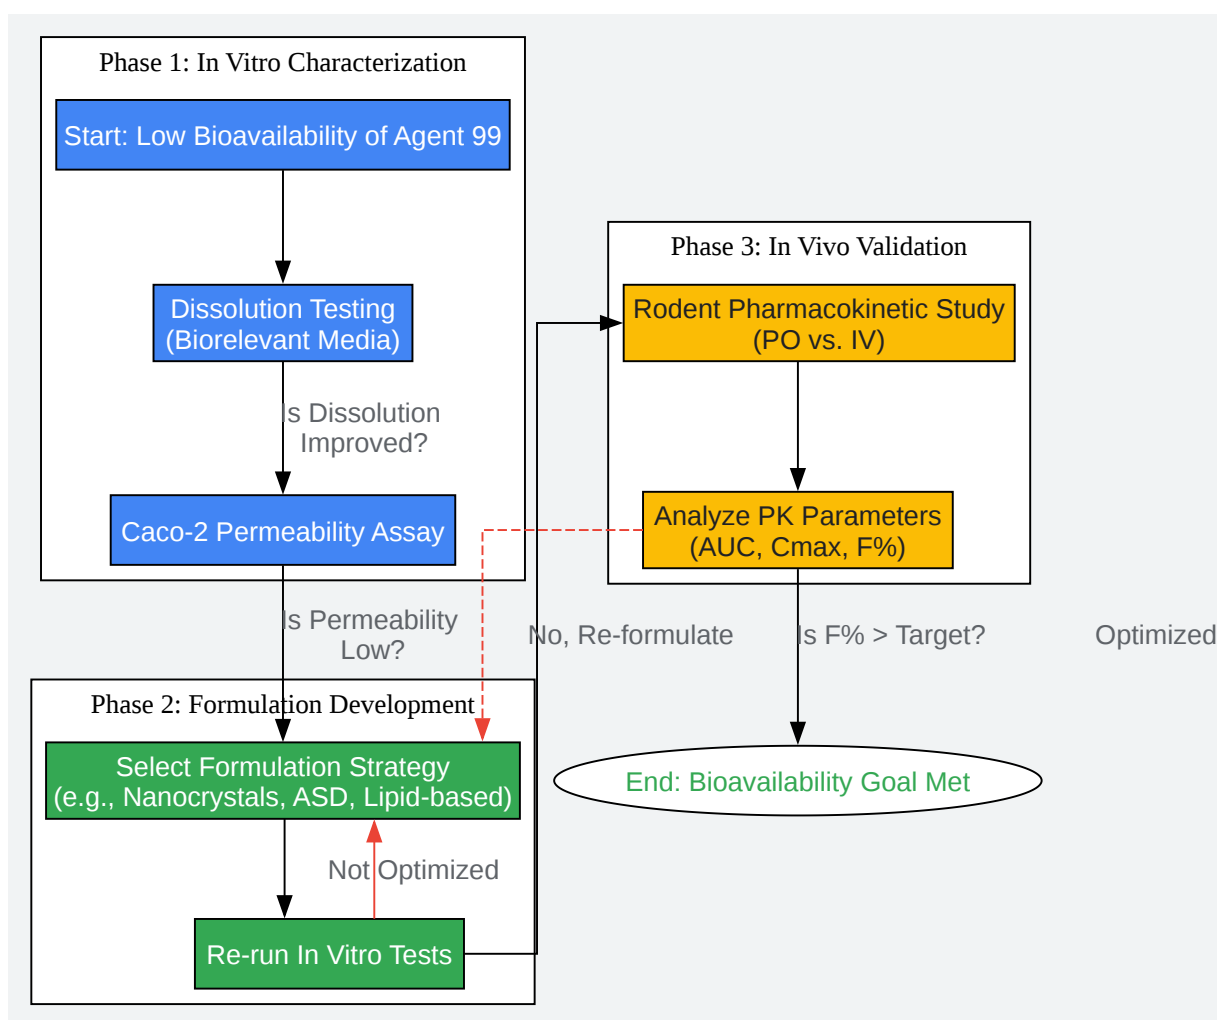 Phase 1: In Vitro Characterization
Start: Low Bioavailability of Agent 99
Dissolution Testing
(Biorelevant Media)
Is Dissolution
Improved?
Caco-2 Permeability Assay
Is Permeability
Low?
Phase 2: Formulation Development
Select Formulation Strategy
(e.g., Nanocrystals, ASD, Lipid-based)
Not Optimized
Re-run In Vitro Tests
Phase 3: In Vivo Validation
Rodent Pharmacokinetic Study
(PO vs. IV)
Analyze PK Parameters
(AUC, Cmax, F%)
No, Re-formulate
Is F% > Target?
Optimized
End: Bioavailability Goal Met